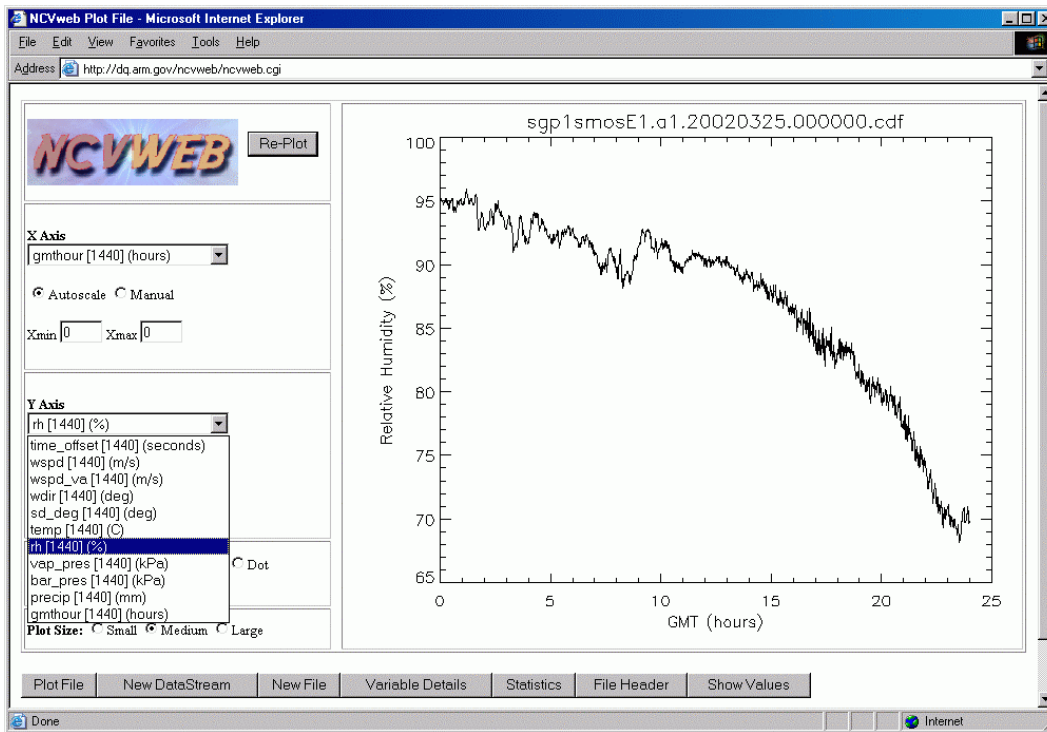 NCVweb Plot File - Microsoft Internet Explorer
File Edit View Favorites Tools Help
Address http://dq.arm.gov/ncvweb/ncvweb.cgi
NCVWEB
Re-Plot
X Axis
gmthour [1440] (hours)
Autoscale Manual
Xmin 0 Xmax 0
Y Axis
rh [1440] (%)
time_offset [1440] (seconds)
wspd [1440] (m/s)
wspd_va [1440] (m/s)
wdir [1440] (deg)
sd_deg [1440] (deg)
temp [1440] (C)
rh [1440] (%)
vap_pres [1440] (kPa)
bar_pres [1440] (kPa)
precip [1440] (mm)
gmthour [1440] (hours)
Dot
Plot Size: Small Medium Large
sgp1smosE1.a1.20020325.000000.cdf
Relative Humidity (%)
100
95
90
85
80
75
70
65
0 5 10 15 20 25
GMT (hours)
Plot File New DataStream New File Variable Details Statistics File Header Show Values
Done Internet